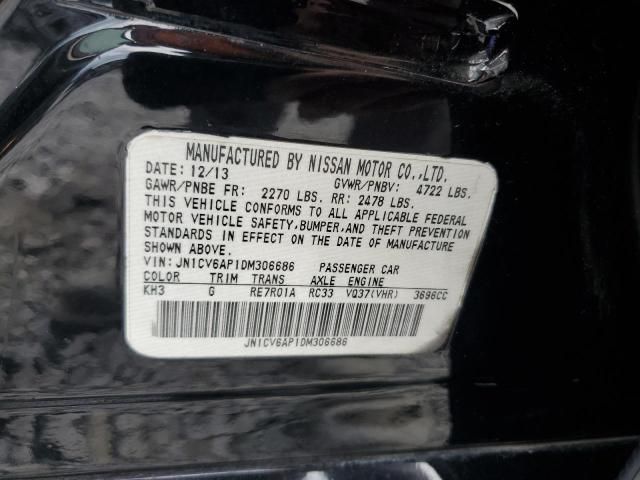 MANUFACTURED BY NISSAN MOTOR CO.,LTD.
DATE: 12/13 GVWR/PNBV: 4722 LBS.
GAWR/PNBE FR: 2270 LBS. RR: 2478 LBS.
THIS VEHICLE CONFORMS TO ALL APPLICABLE FEDERAL
MOTOR VEHICLE SAFETY,BUMPER,AND THEFT PREVENTION
STANDARDS IN EFFECT ON THE DATE OF MANUFACTURE
SHOWN ABOVE.
VIN: JN1CV6AP1DM306686 PASSENGER CAR
COLOR TRIM TRANS AXLE ENGINE
KH3 G RE7R01A RC33 VQ37(VHR) 3696CC
JN1CV6AP1DM306686